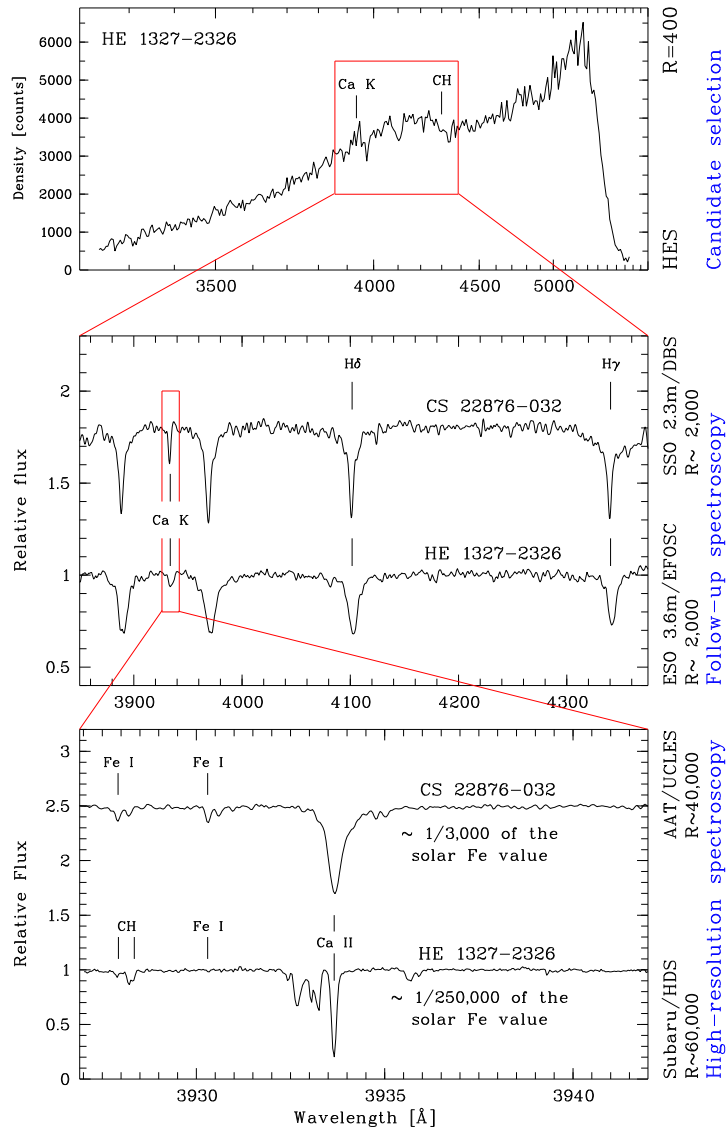 HE 1327-2326
Ca K
CH
Density [counts]
6000
5000
4000
3000
2000
1000
0
3500
4000
4500
5000
HES
R=400
Candidate selection
Hδ
Hγ
CS 22876-032
Ca K
HE 1327-2326
Relative flux
2
1.5
1
0.5
3900
4000
4100
4200
4300
SSO 2.3m/DBS
R~ 2,000
ESO 3.6m/EFOSC
R~ 2,000
Follow-up spectroscopy
Fe I
Fe I
CS 22876-032
~ 1/3,000 of the
solar Fe value
CH
Fe I
Ca II
HE 1327-2326
~ 1/250,000 of the
solar Fe value
Relative Flux
3
2.5
2
1.5
1
0.5
0
3930
3935
3940
Wavelength [Å]
AAT/UCLES
R~40,000
Subaru/HDS
R~60,000
High-resolution spectroscopy